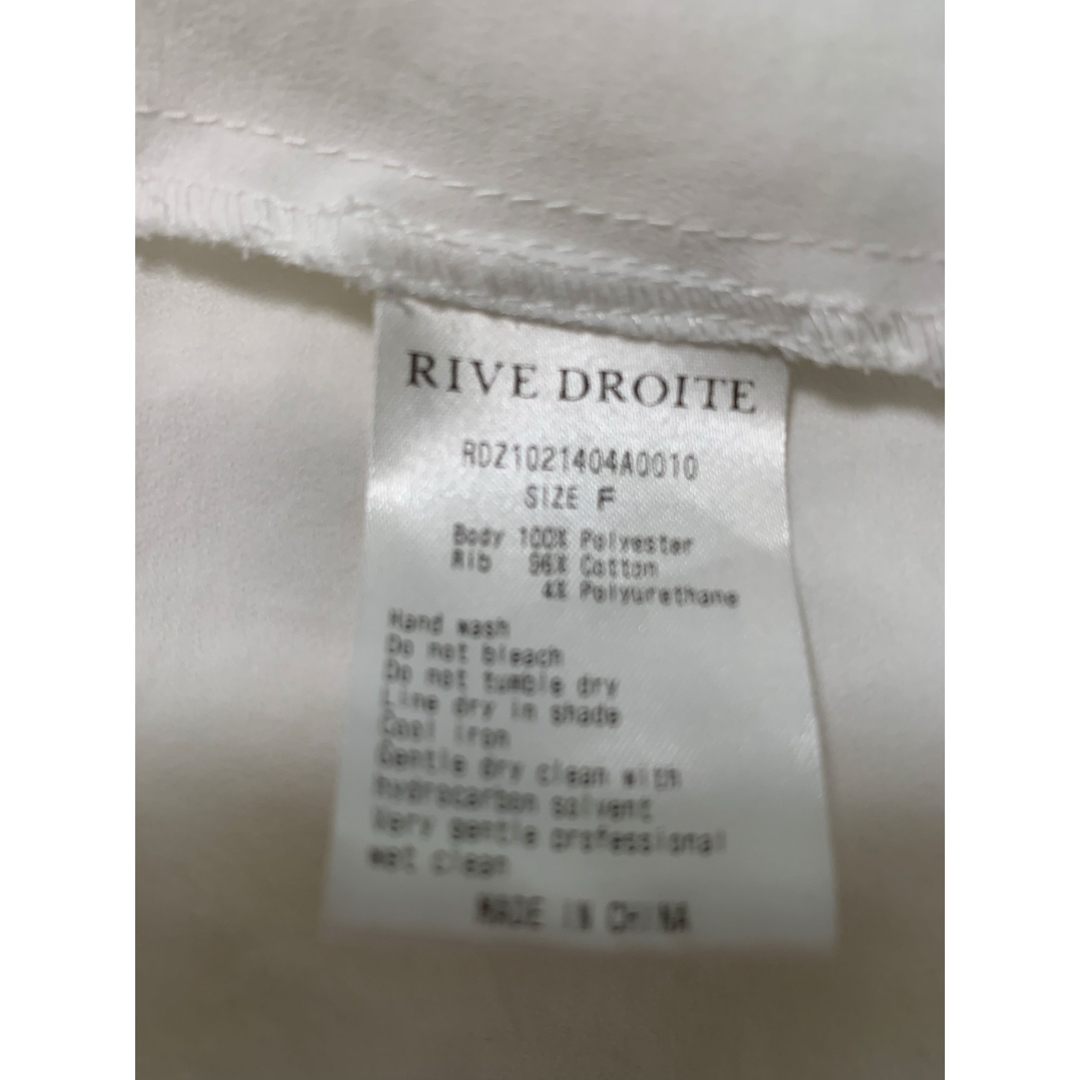 RIVE DROITE
RDZ1021404A0010
SIZE F
Body 100% Polyester
Rib 96% Cotton
4% Polyurethane
Hand wash
Do not bleach
Do not tumble dry
Line dry in shade
Cool iron
Gentle dry clean with
hydrocarbon solvent
Very gentle professional
wet clean
MADE IN CHINA